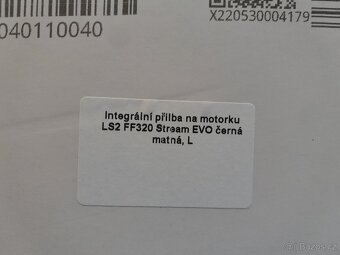 040110040
X220530004179
Integrální přilba na motorku
LS2 FF320 Stream EVO černá
matná, L